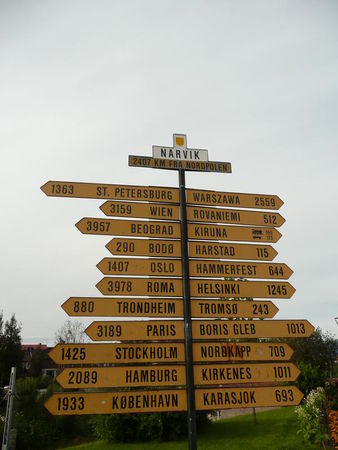 NARVIK
2407 KM FRA NORDPOLEN
1363 ST. PETERSBURG WARSZAWA 2559
3159 WIEN ROVANIEMI 512
3957 BEOGRAD KIRUNA
290 BODØ HARSTAD 115
1407 OSLO HAMMERFEST 644
3978 ROMA HELSINKI 1245
880 TRONDHEIM TROMSØ 243
3189 PARIS BORIS GLEB 1013
1425 STOCKHOLM NORDKAPP 709
2089 HAMBURG KIRKENES 1011
1933 KØBENHAVN KARASJOK 693